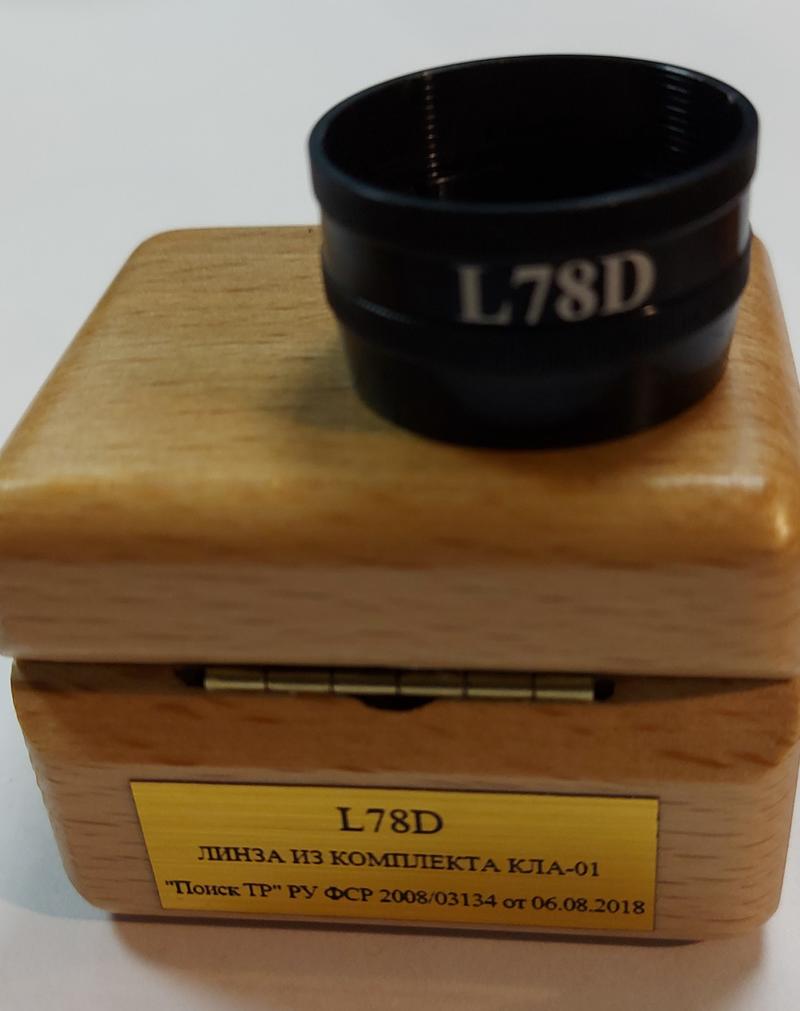 L78D
L78D
ЛИНЗА ИЗ КОМПЛЕКТА КЛА-01
"Поиск ТР" РУ ФСР 2008/03134 от 06.08.2018